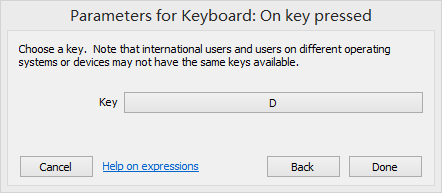 Parameters for Keyboard: On key pressed
Choose a key. Note that international users and users on different operating
systems or devices may not have the same keys available.
Key D
Cancel Help on expressions Back Done